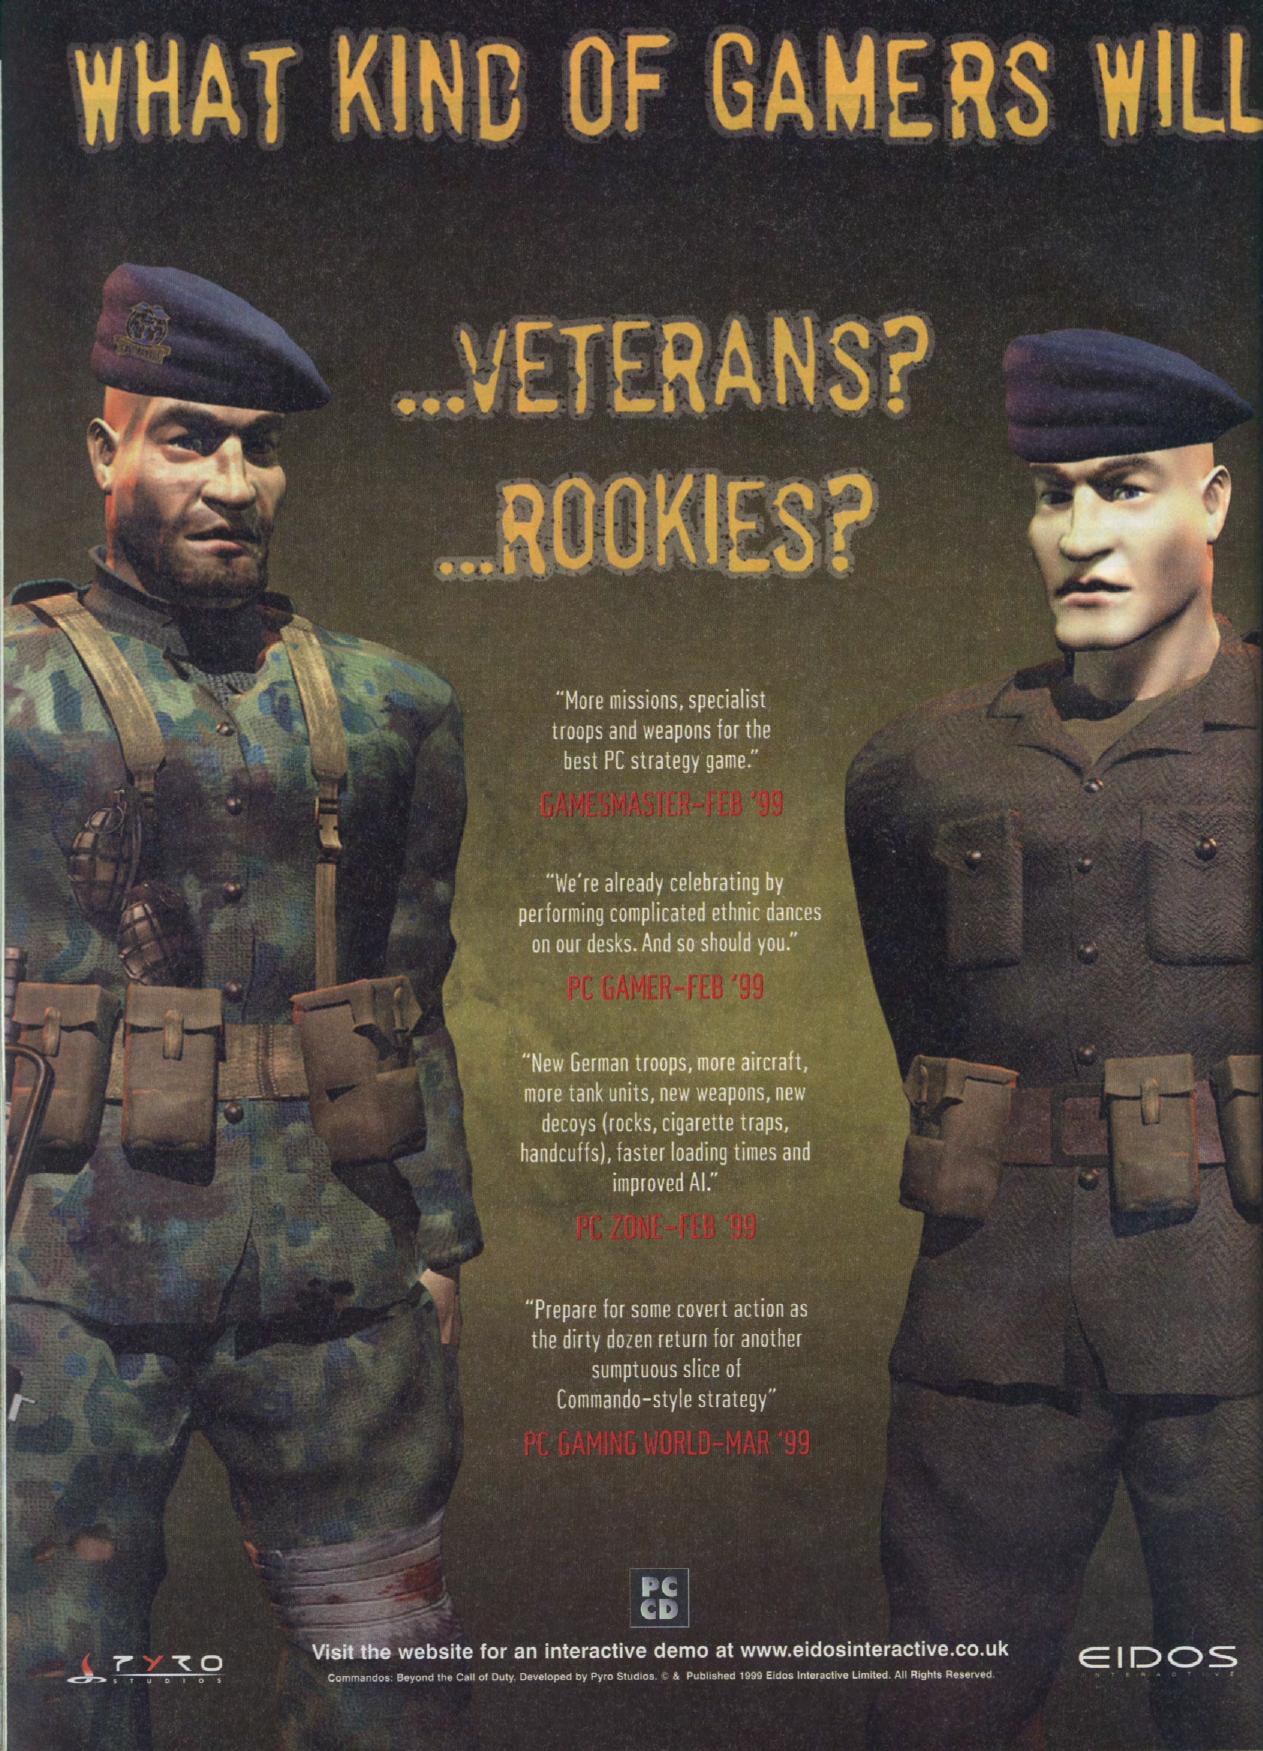 WHAT KIND OF GAMERS WILL
...VETERANS?
...ROOKIES?
"More missions, specialist
troops and weapons for the
best PC strategy game."
GAMESMASTER-FEB '99
"We're already celebrating by
performing complicated ethnic dances
on our desks. And so should you."
PC GAMER-FEB '99
"New German troops, more aircraft,
more tank units, new weapons, new
decoys (rocks, cigarette traps,
handcuffs), faster loading times and
improved AI."
PC ZONE-FEB '99
"Prepare for some covert action as
the dirty dozen return for another
sumptuous slice of
Commando-style strategy"
PC GAMING WORLD-MAR '99
PC
CD
PYRO
STUDIOS
Visit the website for an interactive demo at www.eidosinteractive.co.uk
Commandos: Beyond the Call of Duty. Developed by Pyro Studios. © & Published 1999 Eidos Interactive Limited. All Rights Reserved.
EIDOS
INTERACTIVE